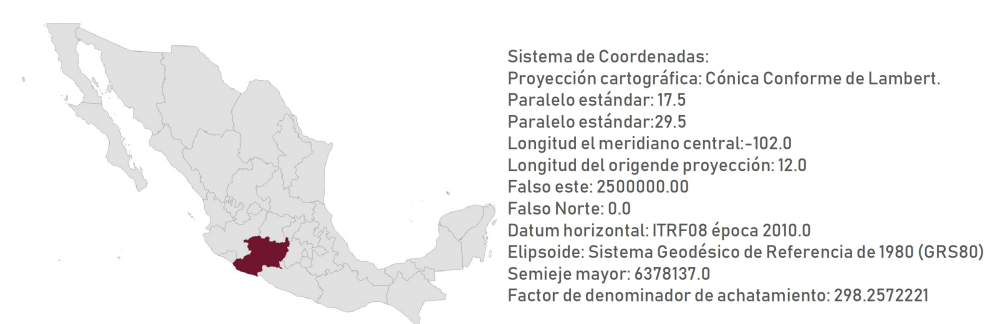 Sistema de Coordenadas:
Proyección cartográfica: Cónica Conforme de Lambert.
Paralelo estándar: 17.5
Paralelo estándar:29.5
Longitud el meridiano central:-102.0
Longitud del origende proyección: 12.0
Falso este: 2500000.00
Falso Norte: 0.0
Datum horizontal: ITRF08 época 2010.0
Elipsoide: Sistema Geodésico de Referencia de 1980 (GRS80)
Semieje mayor: 6378137.0
Factor de denominador de achatamiento: 298.2572221